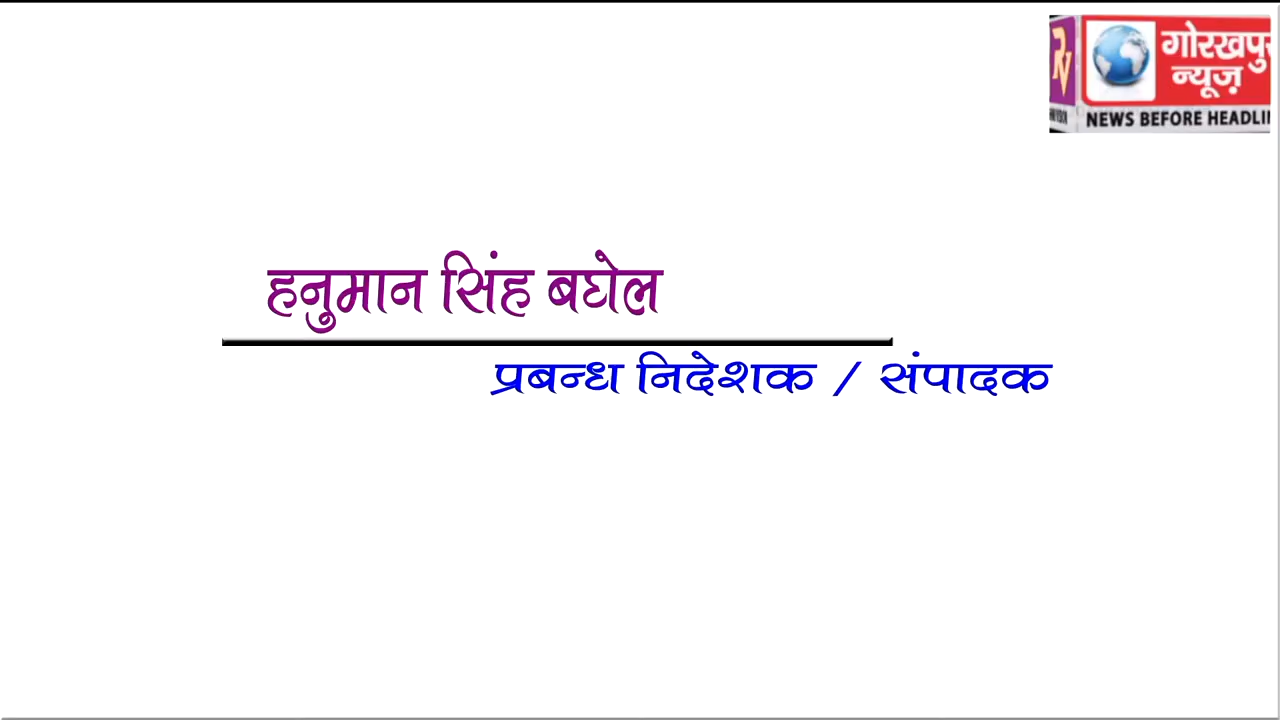 गोरखपुर
न्यूज़
NEWS BEFORE HEADLI
हनुमान सिंह बघेल
प्रबन्ध निदेशक / संपादक